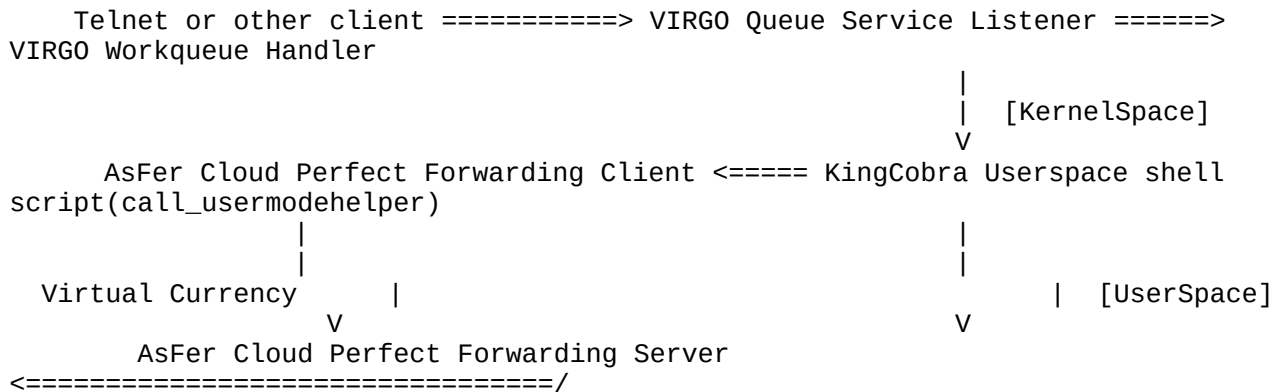 Telnet or other client ===========> VIRGO Queue Service Listener ======>
VIRGO Workqueue Handler
|
| [KernelSpace]
V
AsFer Cloud Perfect Forwarding Client <===== KingCobra Userspace shell
script(call_usermodehelper)
| |
| |
Virtual Currency | | [UserSpace]
V V
AsFer Cloud Perfect Forwarding Server
<=================================/